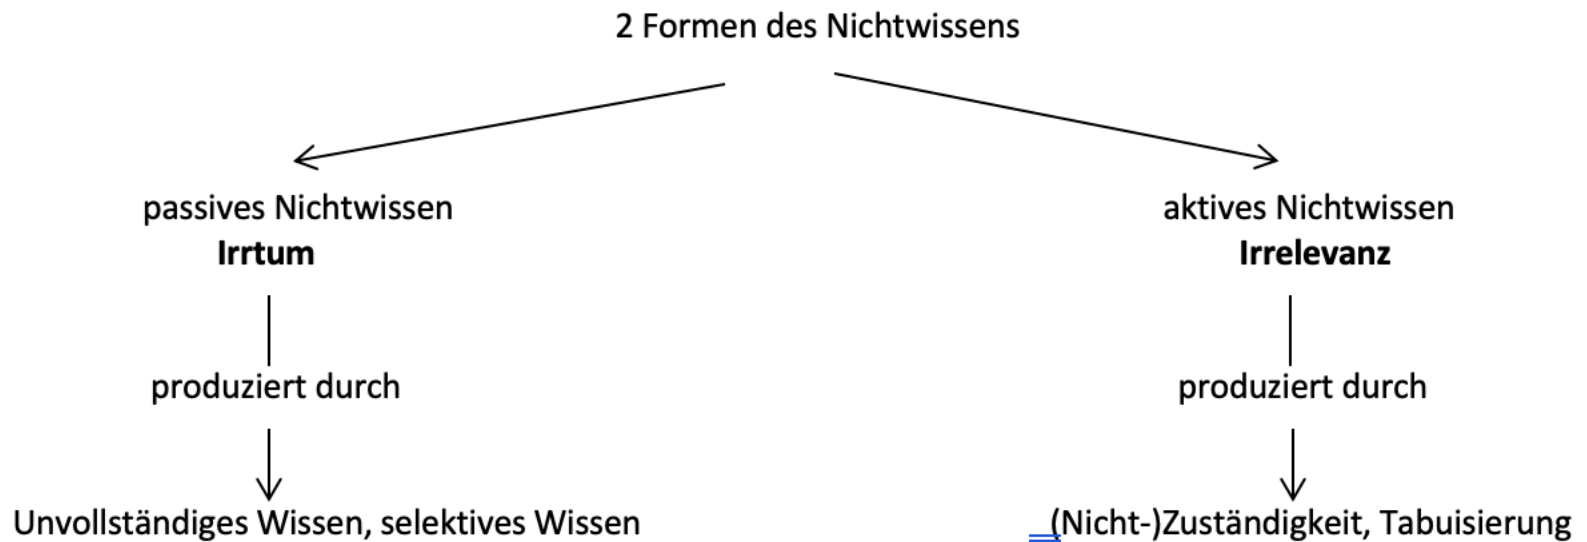 2 Formen des Nichtwissens
passives Nichtwissen
Irrtum
produziert durch
Unvollständiges Wissen, selektives Wissen
aktives Nichtwissen
Irrelevanz
produziert durch
(Nicht-)Zuständigkeit, Tabuisierung